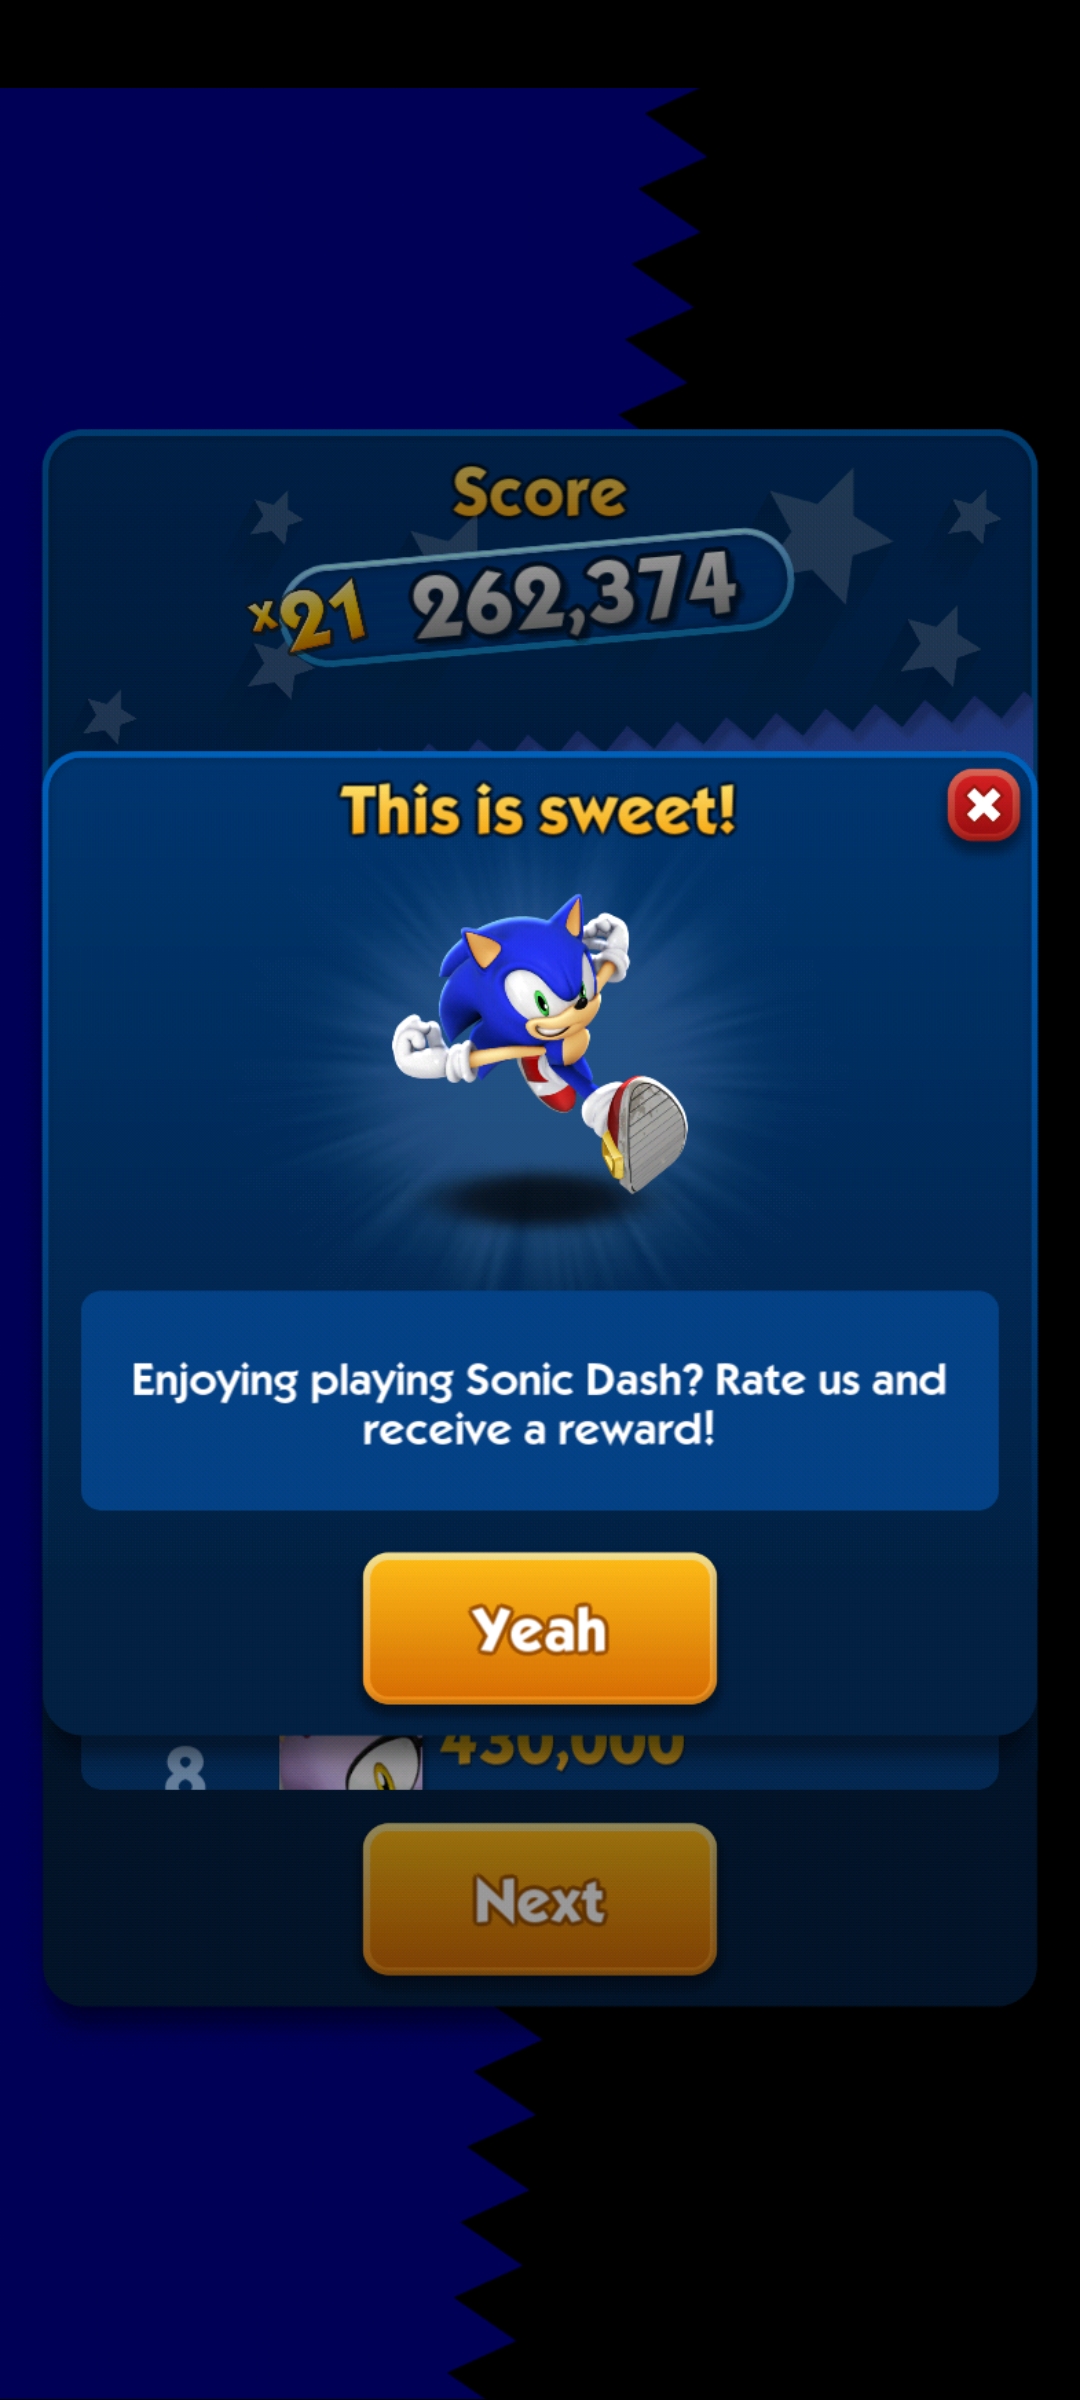 Score
x21 262,374
This is sweet!
Enjoying playing Sonic Dash? Rate us and
receive a reward!
Yeah
8 430,000
Next